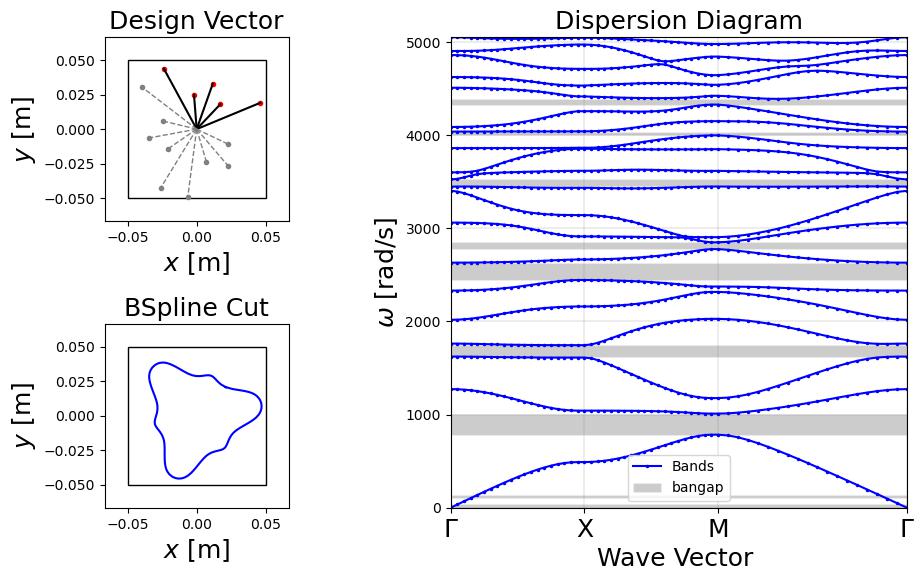 Design Vector
0.050
0.025
0.000
−0.025
−0.050
y [m]
−0.05
0.00
0.05
x [m]
BSpline Cut
0.050
0.025
0.000
−0.025
−0.050
y [m]
−0.05
0.00
0.05
x [m]
Dispersion Diagram
5000
4000
3000
2000
1000
0
ω [rad/s]
Bands
bangap
Γ
X
M
Γ
Wave Vector